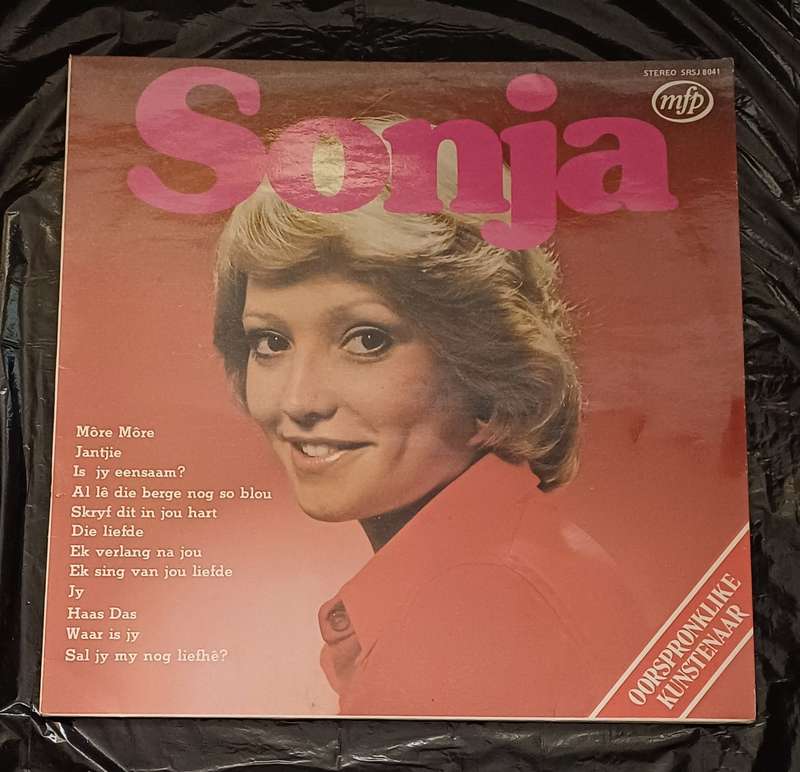 STEREO SRSJ 8041
mfp
Sonja
Môre Môre
Jantjie
Is jy eensaam?
Al lê die berge nog so blou
Skryf dit in jou hart
Die liefde
Ek verlang na jou
Ek sing van jou liefde
Jy
Haas Das
Waar is jy
Sal jy my nog liefhê?
OORSPRONKLIKE
KUNSTENAAR